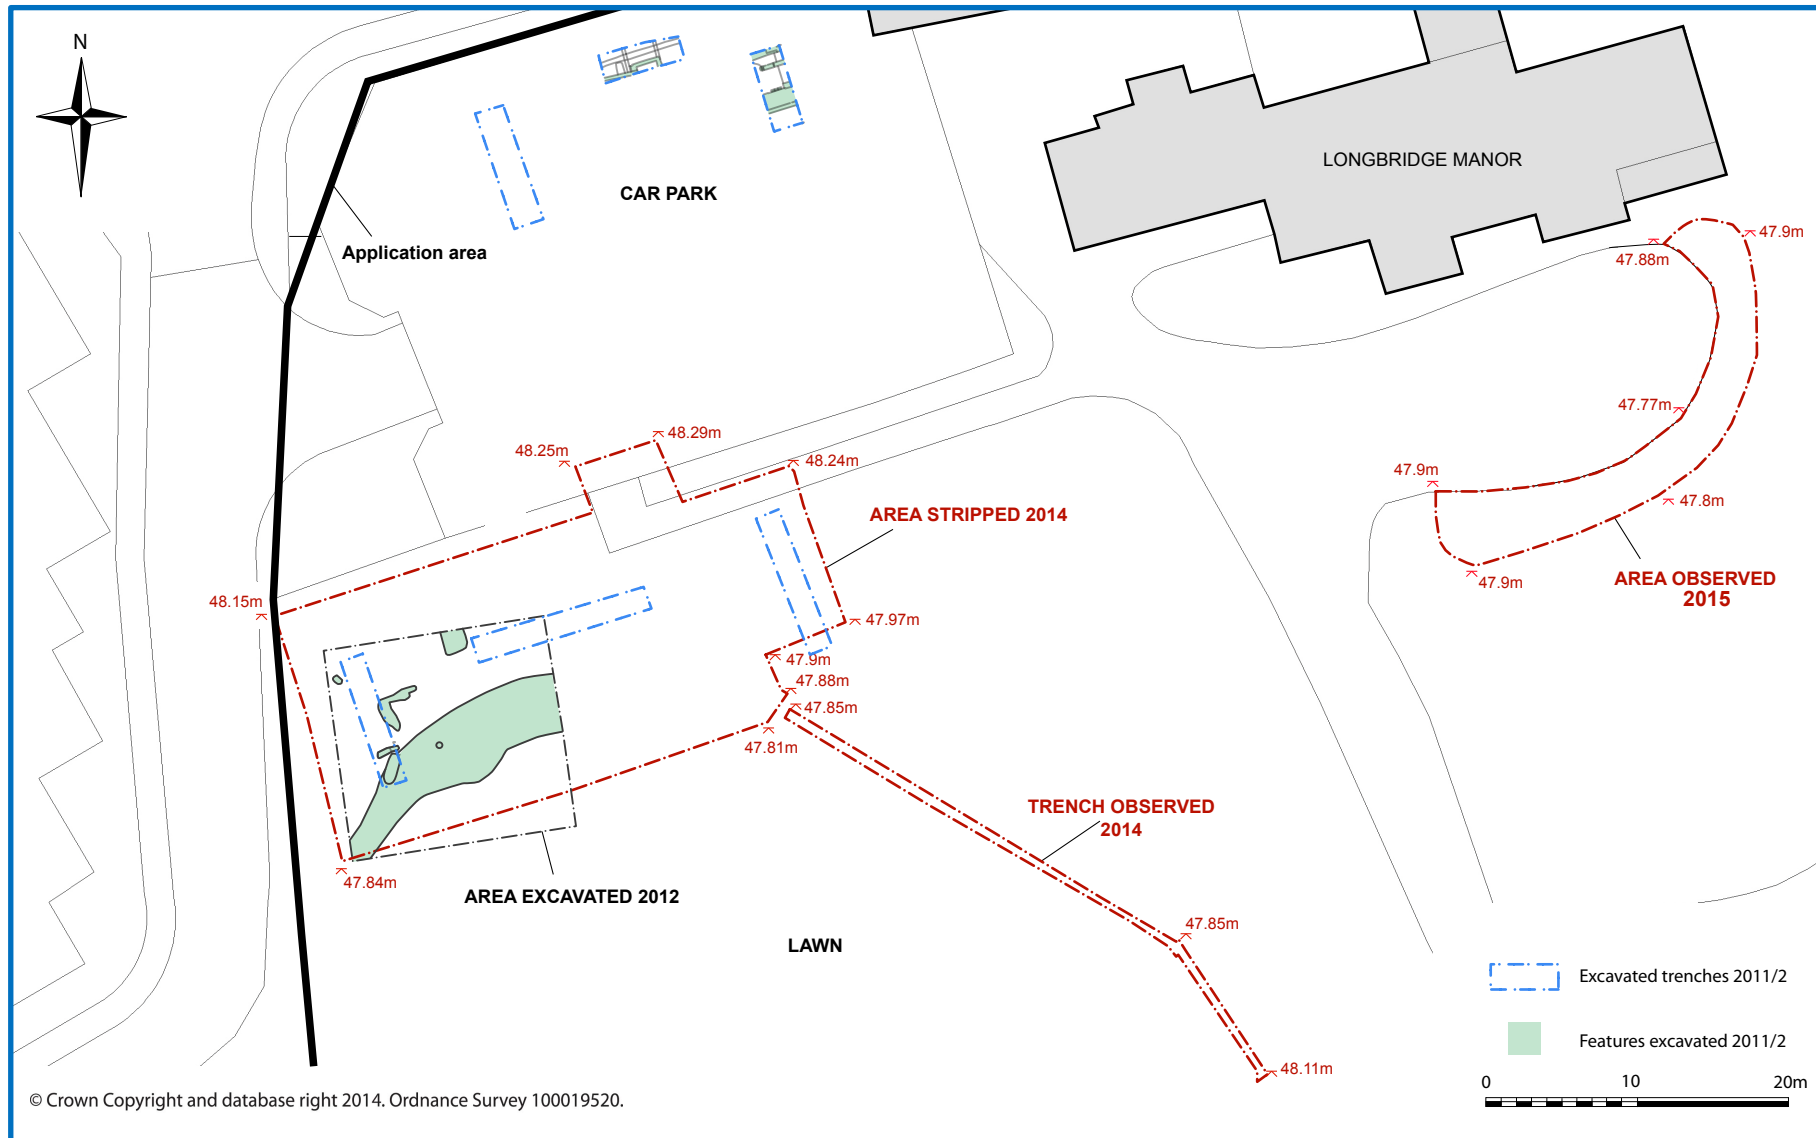 N
LONGBRIDGE MANOR
CAR PARK
Application area
47.9m
47.88m
47.77m
48.29m
48.25m
48.24m
47.9m
47.8m
AREA STRIPPED 2014
47.9m
AREA OBSERVED
2015
48.15m
47.97m
47.9m
47.88m
47.85m
47.81m
TRENCH OBSERVED
2014
47.84m
AREA EXCAVATED 2012
47.85m
LAWN
Excavated trenches 2011/2
Features excavated 2011/2
48.11m
0 10 20m
© Crown Copyright and database right 2014. Ordnance Survey 100019520.